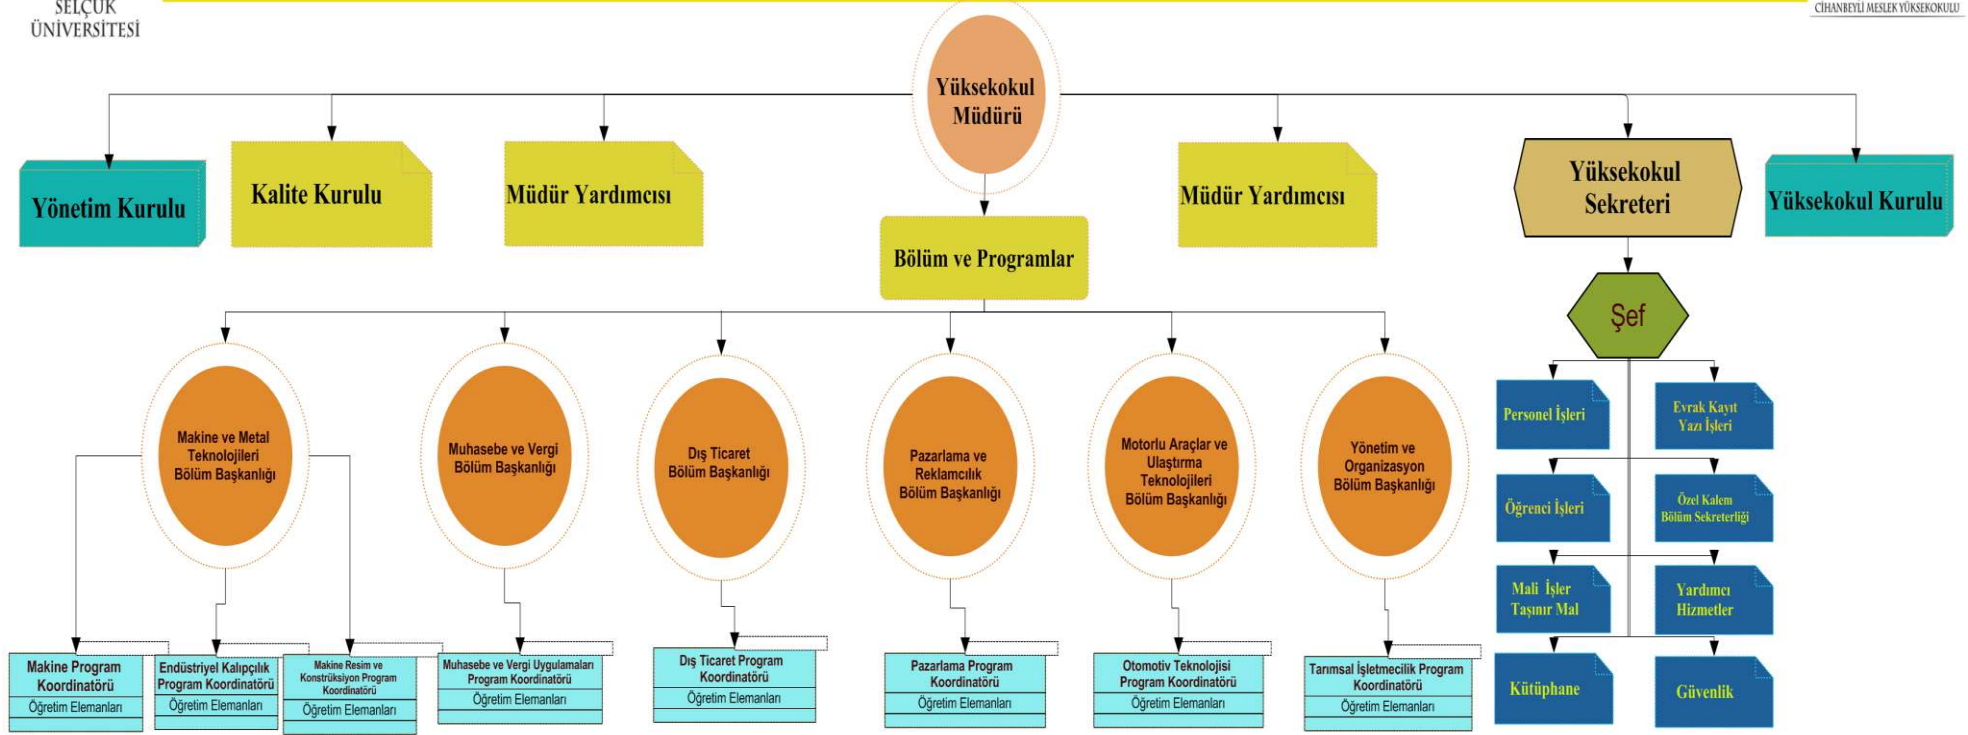 SELÇUK
ÜNİVERSİTESİ
CİHANBEYLİ MESLEK YÜKSEKOKULU
Yüksekokul
Müdürü
Yönetim Kurulu
Kalite Kurulu
Müdür Yardımcısı
Müdür Yardımcısı
Yüksekokul
Sekreteri
Yüksekokul Kurulu
Bölüm ve Programlar
Şef
Makine ve Metal
Teknolojileri
Bölüm Başkanlığı
Muhasebe ve Vergi
Bölüm Başkanlığı
Dış Ticaret
Bölüm Başkanlığı
Pazarlama ve
Reklamcılık
Bölüm Başkanlığı
Motorlu Araçlar ve
Ulaştırma
Teknolojileri
Bölüm Başkanlığı
Yönetim ve
Organizasyon
Bölüm Başkanlığı
Personel İşleri
Evrak Kayıt
Yazı İşleri
Öğrenci İşleri
Özel Kalem
Bölüm Sekreterliği
Mali İşler
Taşınır Mal
Yardımcı
Hizmetler
Kütüphane
Güvenlik
Makine Program
Koordinatörü
Öğretim Elemanları
Endüstriyel Kalıpçılık
Program Koordinatörü
Öğretim Elemanları
Makine Resim ve
Konstrüksiyon Program
Koordinatörü
Öğretim Elemanları
Muhasebe ve Vergi Uygulamaları
Program Koordinatörü
Öğretim Elemanları
Dış Ticaret Program
Koordinatörü
Öğretim Elemanları
Pazarlama Program
Koordinatörü
Öğretim Elemanları
Otomotiv Teknolojisi
Program Koordinatörü
Öğretim Elemanları
Tarımsal İşletmecilik Program
Koordinatörü
Öğretim Elemanları